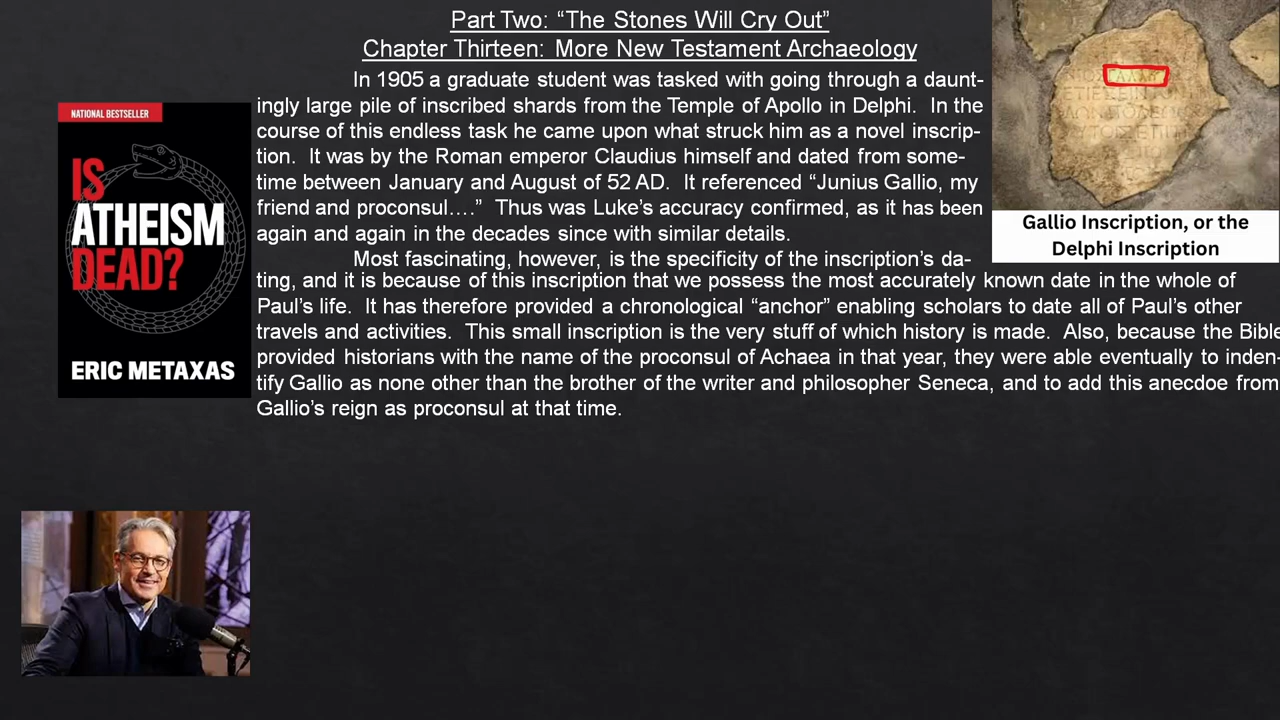 Part Two: “The Stones Will Cry Out”
Chapter Thirteen: More New Testament Archaeology
In 1905 a graduate student was tasked with going through a daunt-
ingly large pile of inscribed shards from the Temple of Apollo in Delphi. In the
course of this endless task he came upon what struck him as a novel inscrip-
tion. It was by the Roman emperor Claudius himself and dated from some-
time between January and August of 52 AD. It referenced “Junius Gallio, my
friend and proconsul….” Thus was Luke’s accuracy confirmed, as it has been
again and again in the decades since with similar details.
Most fascinating, however, is the specificity of the inscription’s da-
ting, and it is because of this inscription that we possess the most accurately known date in the whole of
Paul’s life. It has therefore provided a chronological “anchor” enabling scholars to date all of Paul’s other
travels and activities. This small inscription is the very stuff of which history is made. Also, because the Bible
provided historians with the name of the proconsul of Achaea in that year, they were able eventually to inden-
tify Gallio as none other than the brother of the writer and philosopher Seneca, and to add this anecdoe from
Gallio’s reign as proconsul at that time.
NATIONAL BESTSELLER
IS
ATHEISM
DEAD?
ERIC METAXAS
Gallio Inscription, or the
Delphi Inscription